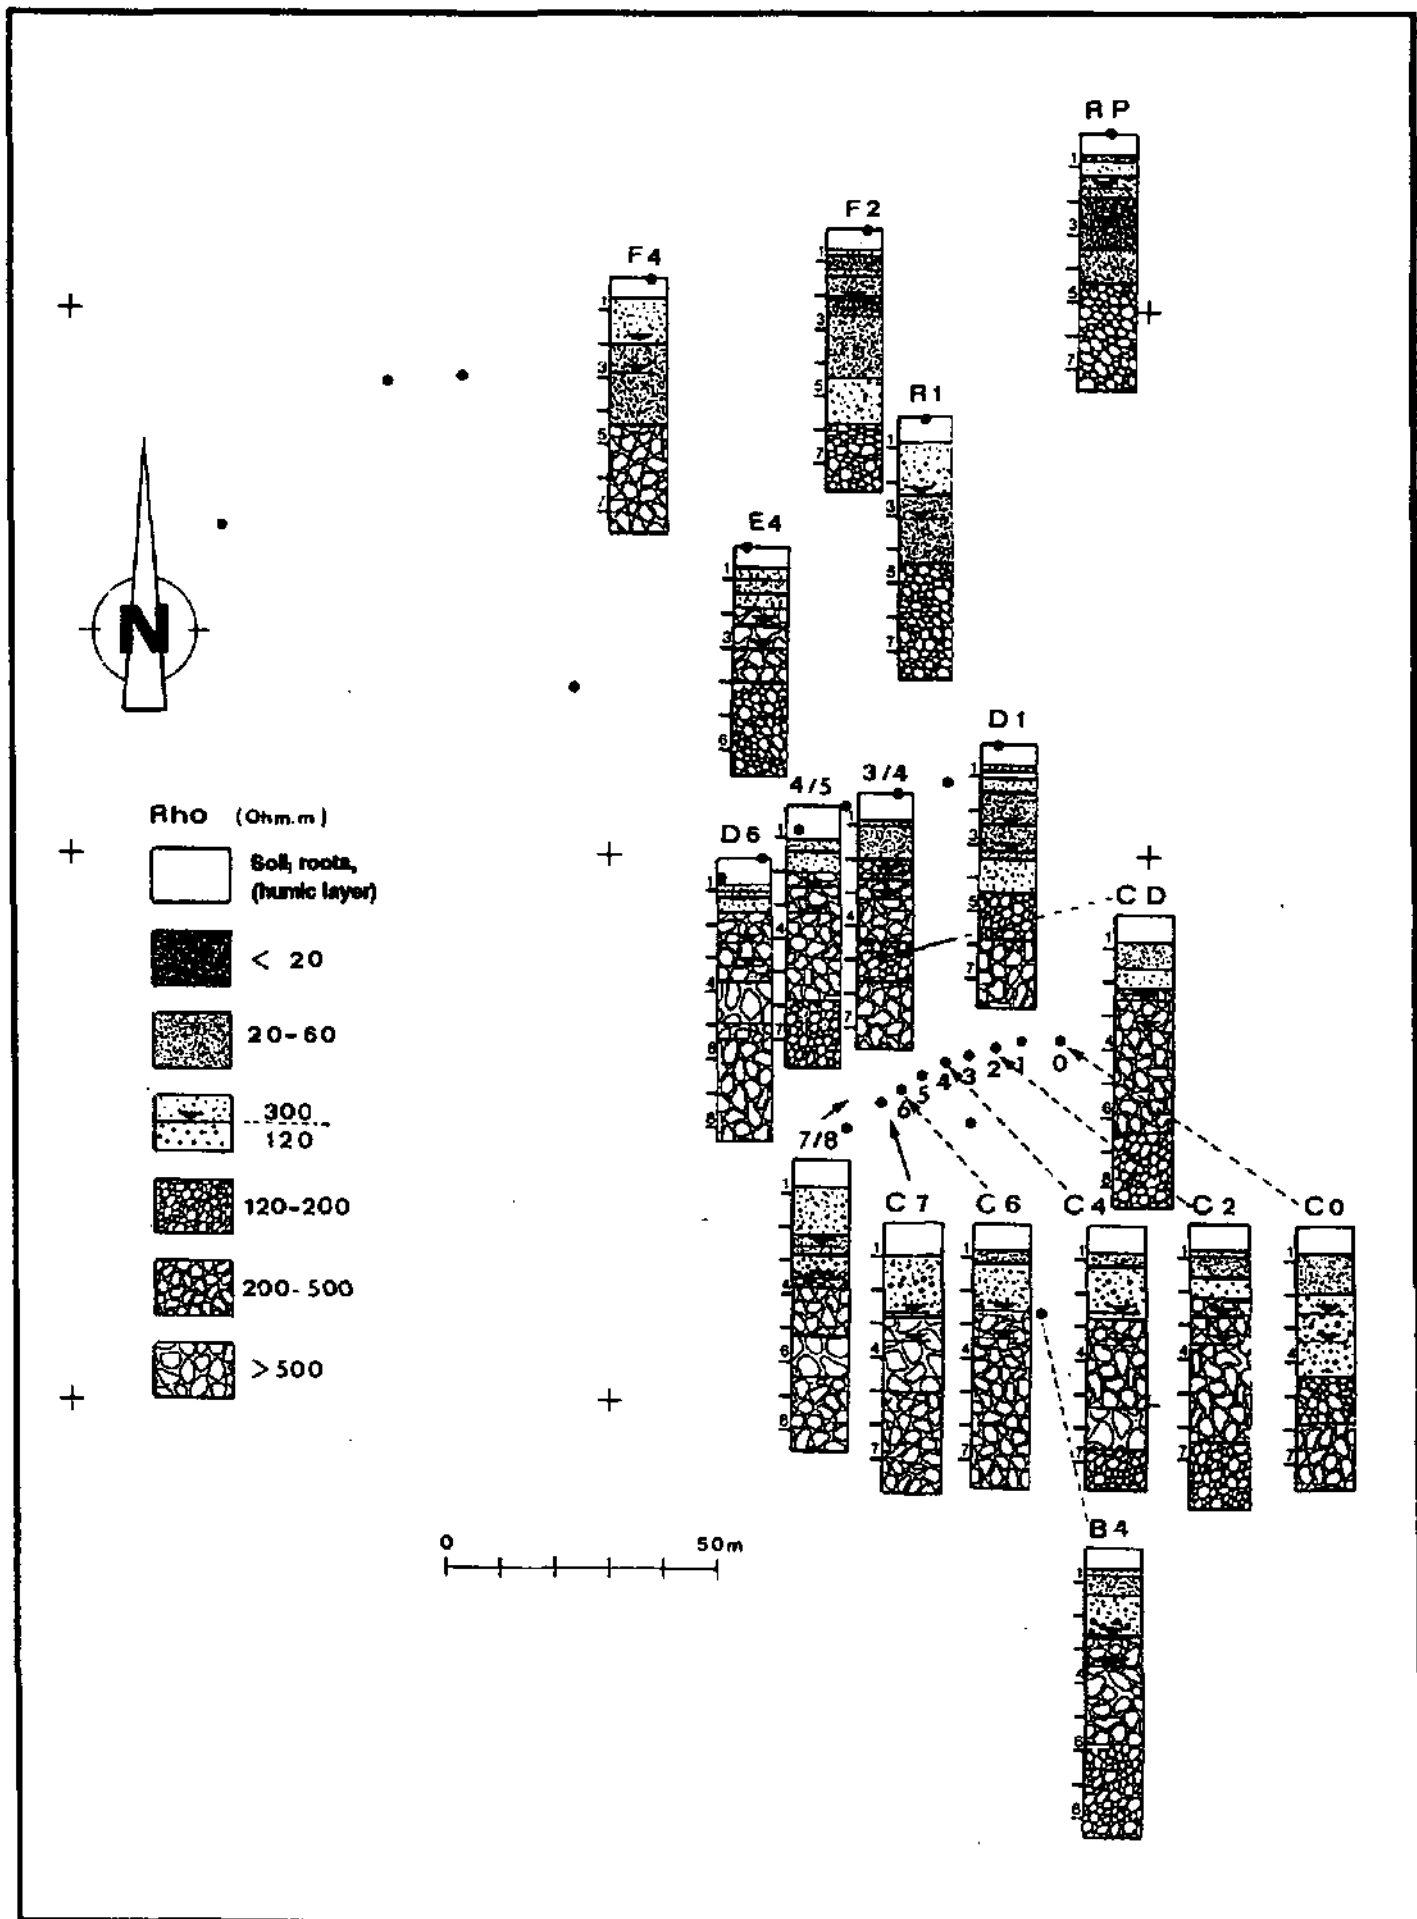 RP
F2
F4
R1
E4
D1
3/4
4/5
D6
CD
N
Rho (Ohm.m)
Soil, roots,
(humic layer)
< 20
20-60
300
120
120-200
200-500
>500
0
1
2
3
4
5
6
7/8
C7
C6
C4
C2
C0
B4
0 50m